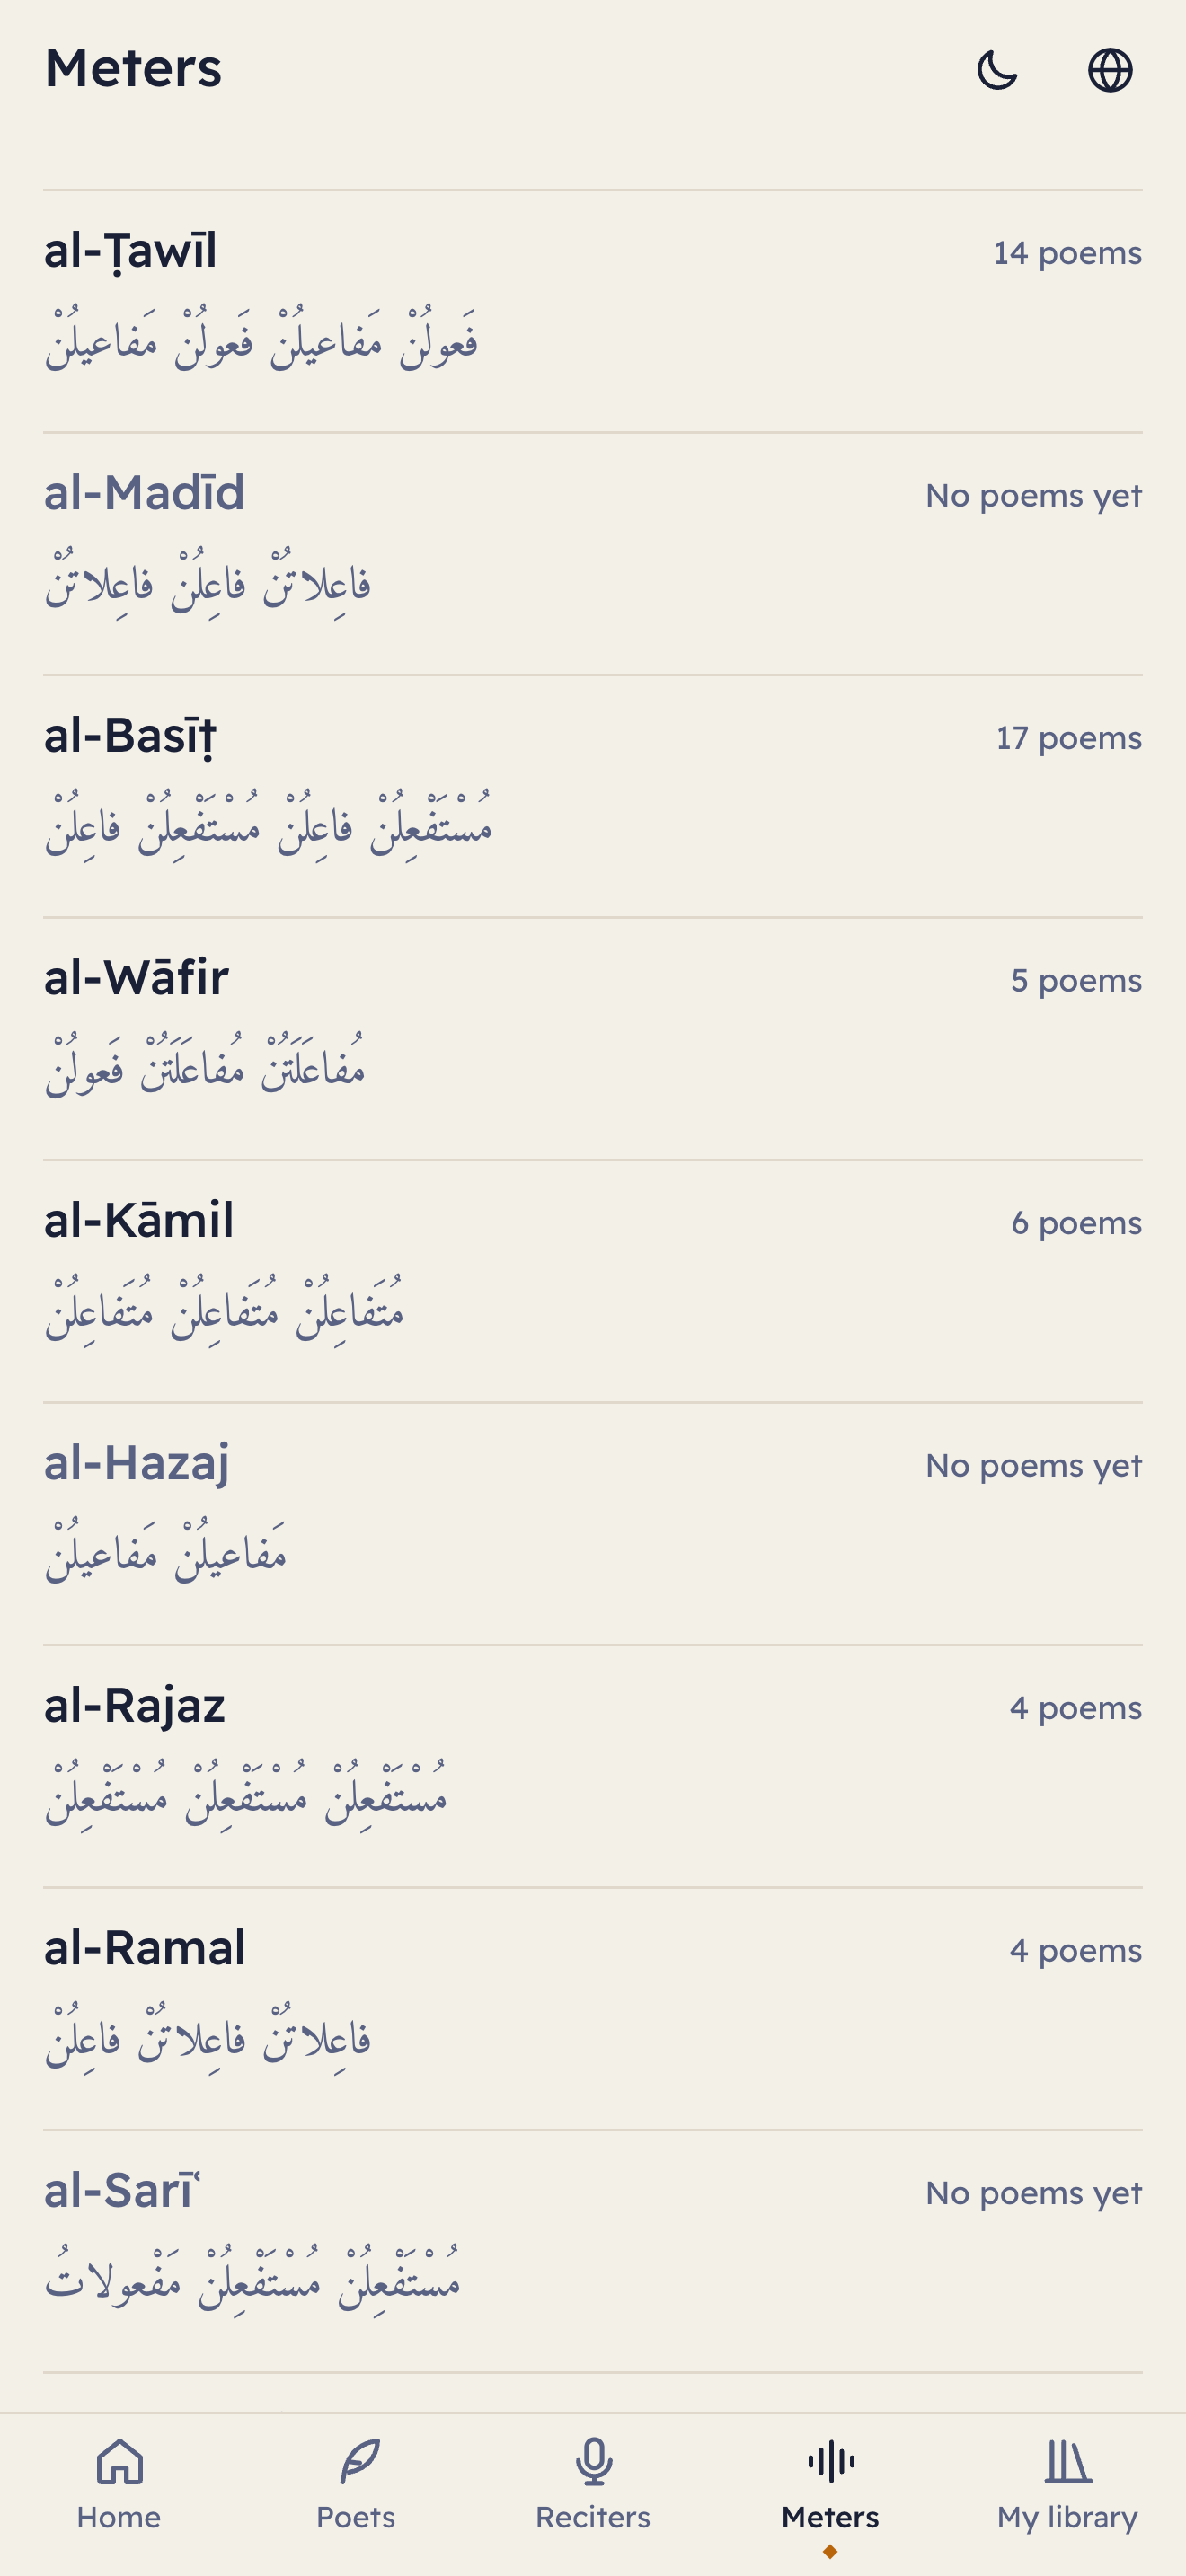 Meters
al-Ṭawīl
14 poems
فَعولُنْ مَفاعيلُنْ فَعولُنْ مَفاعيلُنْ
al-Madīd
No poems yet
فاعِلاتُنْ فاعِلُنْ فاعِلاتُنْ
al-Basīṭ
17 poems
مُسْتَفْعِلُنْ فاعِلُنْ مُسْتَفْعِلُنْ فاعِلُنْ
al-Wāfir
5 poems
مُفاعَلَتُنْ مُفاعَلَتُنْ فَعولُنْ
al-Kāmil
6 poems
مُتَفاعِلُنْ مُتَفاعِلُنْ مُتَفاعِلُنْ
al-Hazaj
No poems yet
مَفاعيلُنْ مَفاعيلُنْ
al-Rajaz
4 poems
مُسْتَفْعِلُنْ مُسْتَفْعِلُنْ مُسْتَفْعِلُنْ
al-Ramal
4 poems
فاعِلاتُنْ فاعِلاتُنْ فاعِلُنْ
al-Sarīʿ
No poems yet
مُسْتَفْعِلُنْ مُسْتَفْعِلُنْ مَفْعولاتُ
Home
Poets
Reciters
Meters
My library